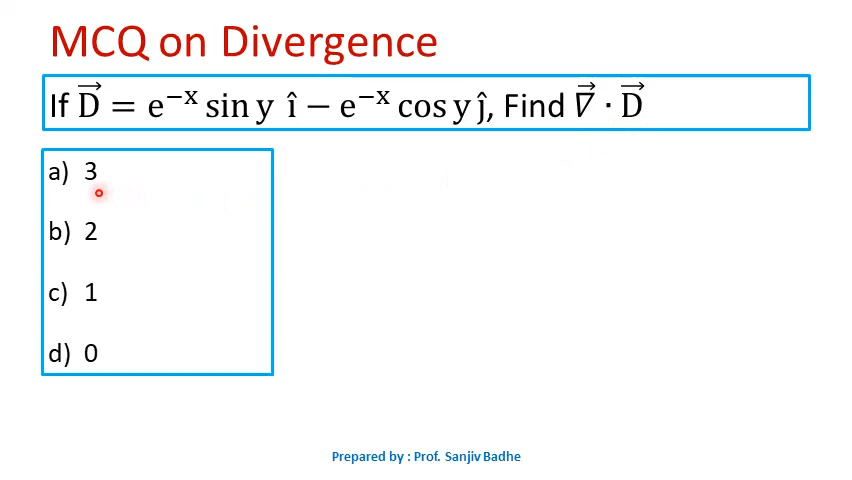 MCQ on Divergence
If D⃗ = e⁻ˣ sin y î − e⁻ˣ cos y ĵ, Find ∇⃗ · D⃗
a) 3
b) 2
c) 1
d) 0
Prepared by : Prof. Sanjiv Badhe